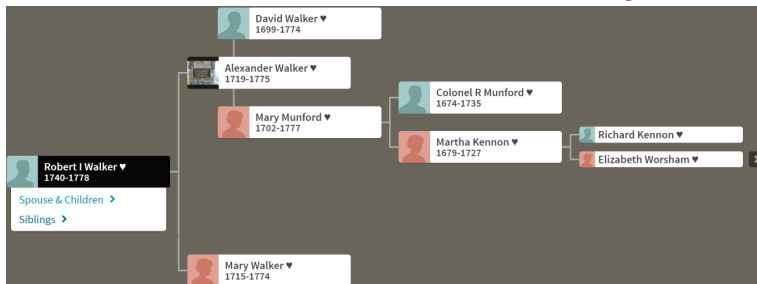 David Walker ♥
1699-1774
Alexander Walker ♥
1719-1775
Mary Munford ♥
1702-1777
Colonel R Munford ♥
1674-1735
Martha Kennon ♥
1679-1727
Richard Kennon ♥
Elizabeth Worsham ♥
Robert I Walker ♥
1740-1778
Spouse & Children
Siblings
Mary Walker ♥
1715-1774